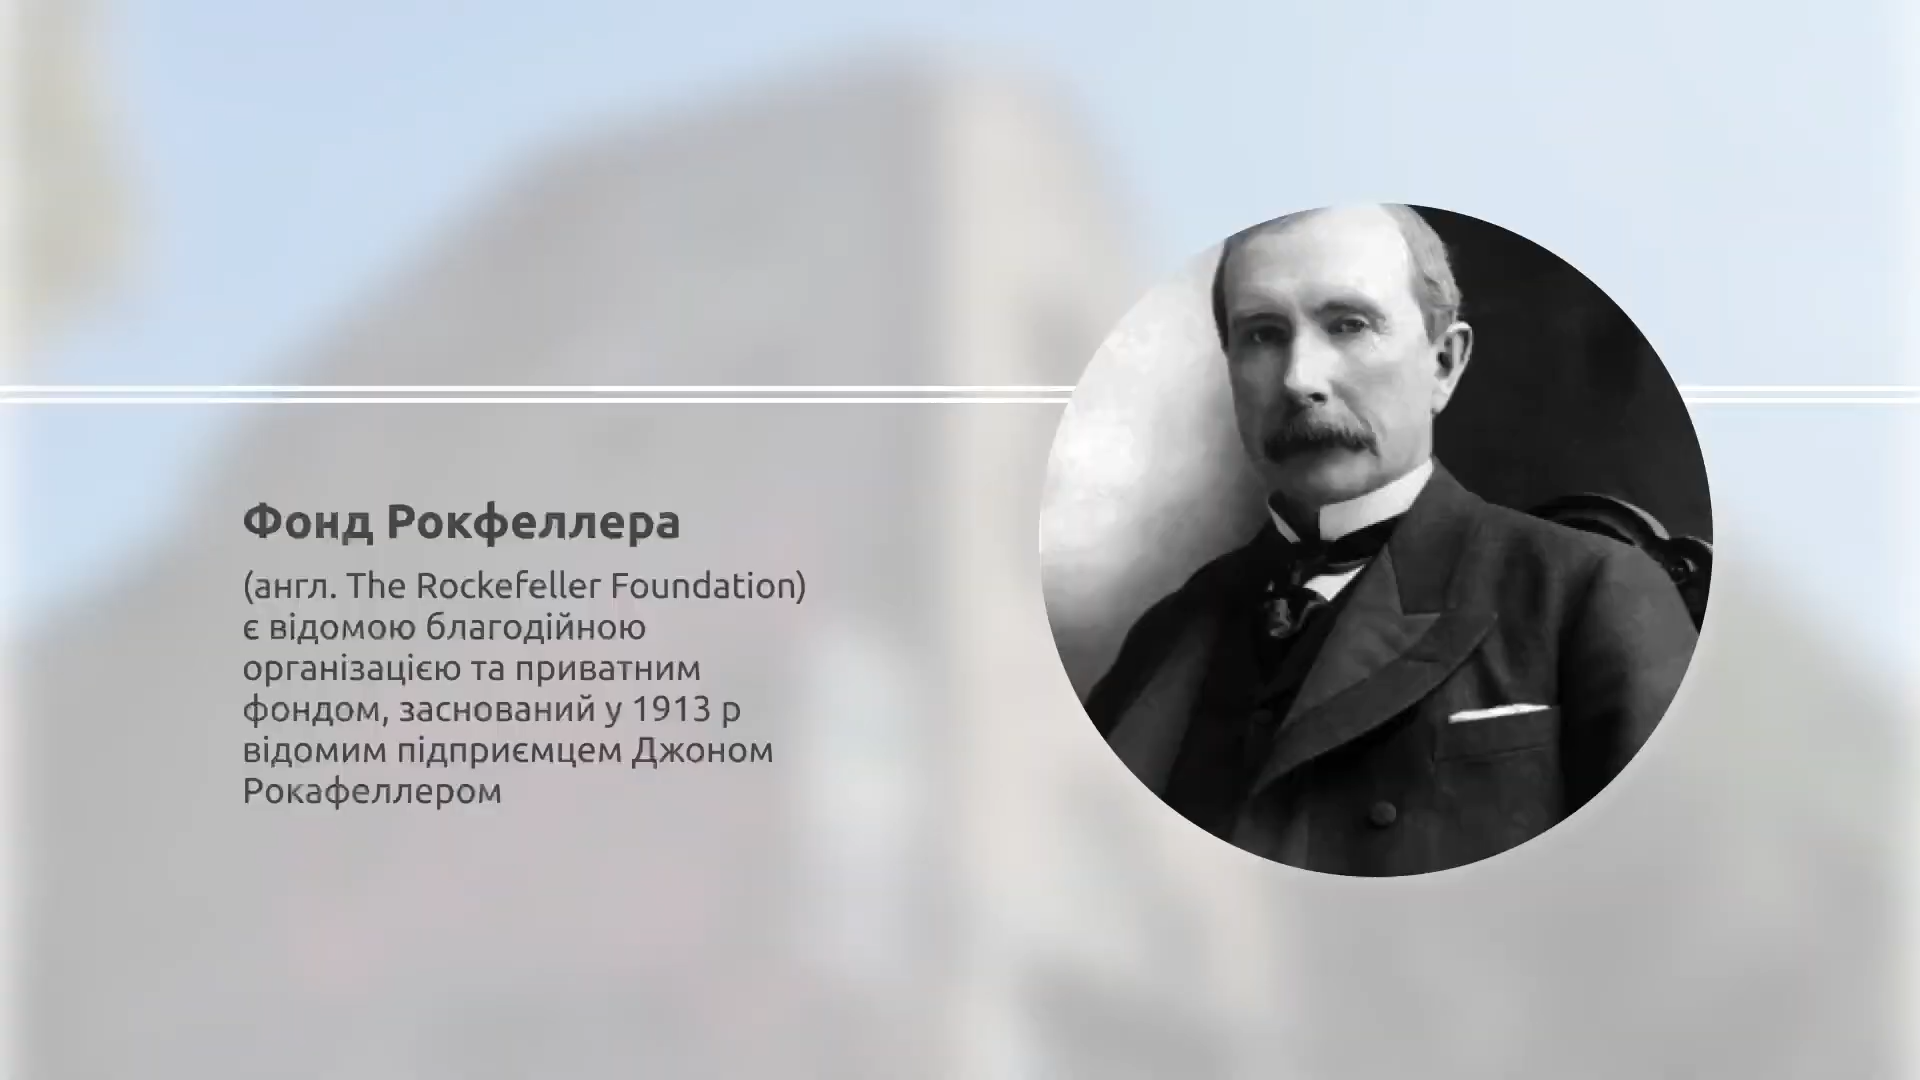 Фонд Рокфеллера
(англ. The Rockefeller Foundation)
є відомою благодійною
організацією та приватним
фондом, заснований у 1913 р
відомим підприємцем Джоном
Рокафеллером